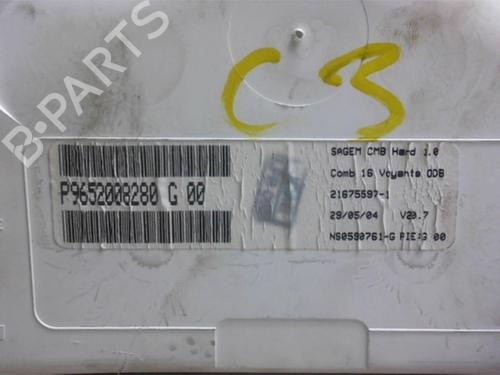 B-PARTS
C3
SAGEM CMB Hard 1.0
P9652008280 G 00
Comb 16 Voyants ODB
21675597-1
29/05/04 V20.7
NS0590761-G PIE:G 00